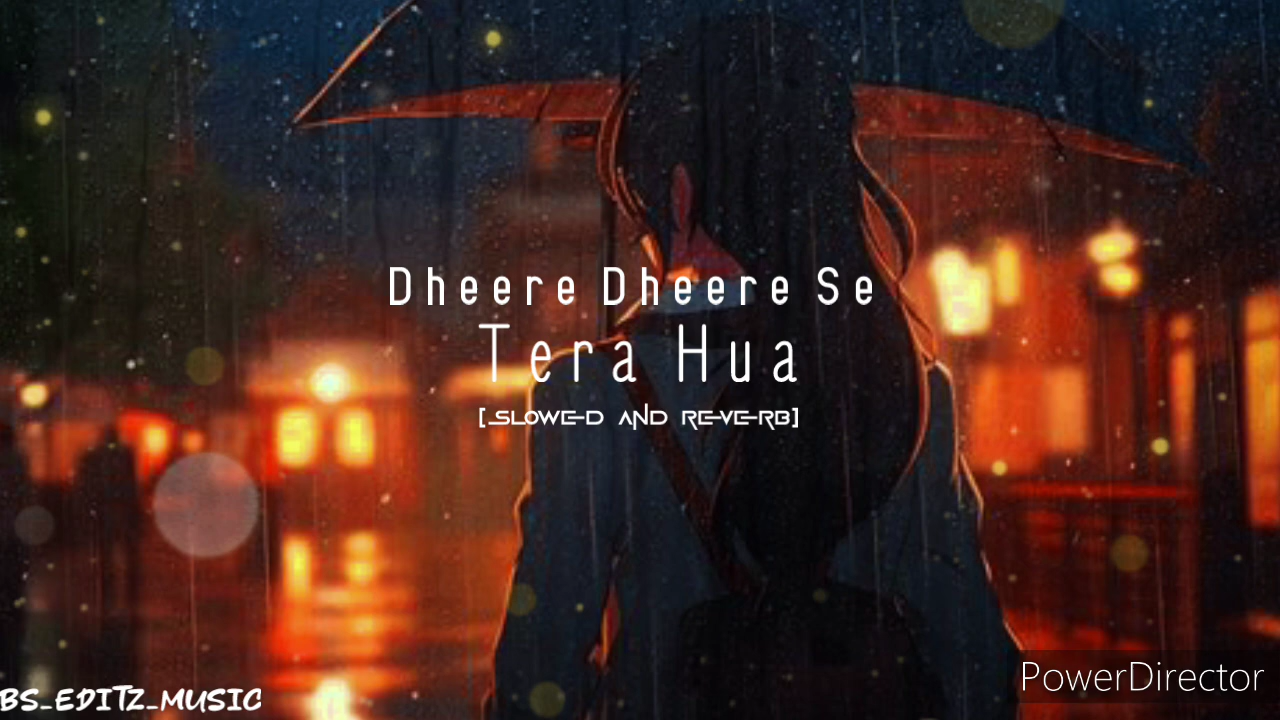 Dheere Dheere Se
Tera Hua
[SLOWED AND REVERB]
BS_EDITZ_MUSIC
PowerDirector